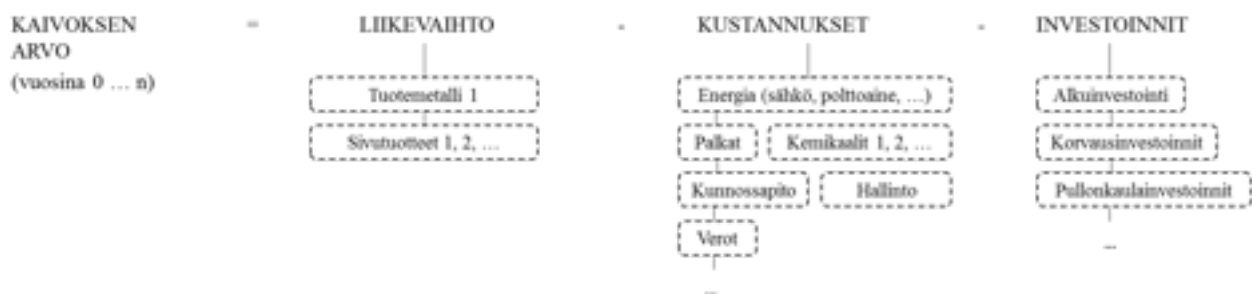 KAIVOKSEN = LIIKEVAIHTO - KUSTANNUKSET - INVESTOINNIT
ARVO
(vuosina 0 … n)
Tuotemetalli 1
Sivutuotteet 1, 2, …
Energia (sähkö, polttoaine, …)
Palkat
Kemikaalit 1, 2, …
Kunnossapito
Hallinto
Verot
...
Alkuinvestointi
Korvausinvestoinnit
Pullonkaulainvestoinnit
...